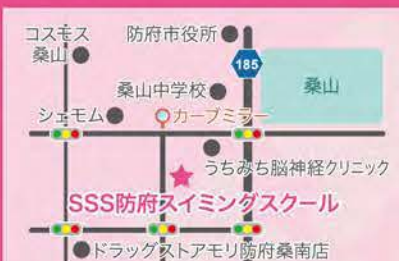 コスモス
桑山
防府市役所
185
桑山
桑山中学校
シェモム
カーブミラー
うちみち脳神経クリニック
SSS防府スイミングスクール
ドラッグストアモリ防府桑南店